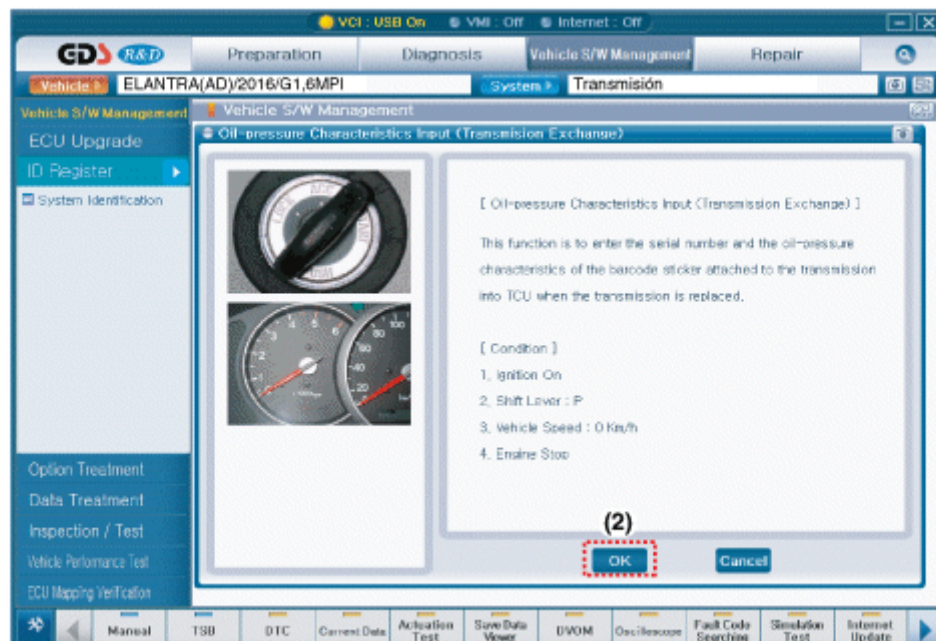 VCI : USB On VMI : Off Internet : Off
GDS R&D Preparation Diagnosis Vehicle S/W Management Repair
Vehicle ELANTRA(AD)/2016/G1,6MPI System Transmisión
Vehicle S/W Management
Vehicle S/W Management
Oil-pressure Characteristics Input (Transmision Exchange)
ECU Upgrade
ID Register
System Identification
[ Oil-pressure Characteristics Input (Transmission Exchange) ]
This function is to enter the serial number and the oil-pressure
characteristics of the barcode sticker attached to the transmission
into TCU when the transmission is replaced.
[ Condition ]
1, Ignition On
2, Shift Lever : P
3, Vehicle Speed : 0 Km/h
4, Engine Stop
(2)
OK Cancel
Option Treatment
Data Treatment
Inspection / Test
Vehicle Performance Test
ECU Mapping Verification
Manual TSB DTC Current Data Actuation Test Save Data Viewer DVOM Oscilloscope Fault Code Searching Simulation Test Internet Update